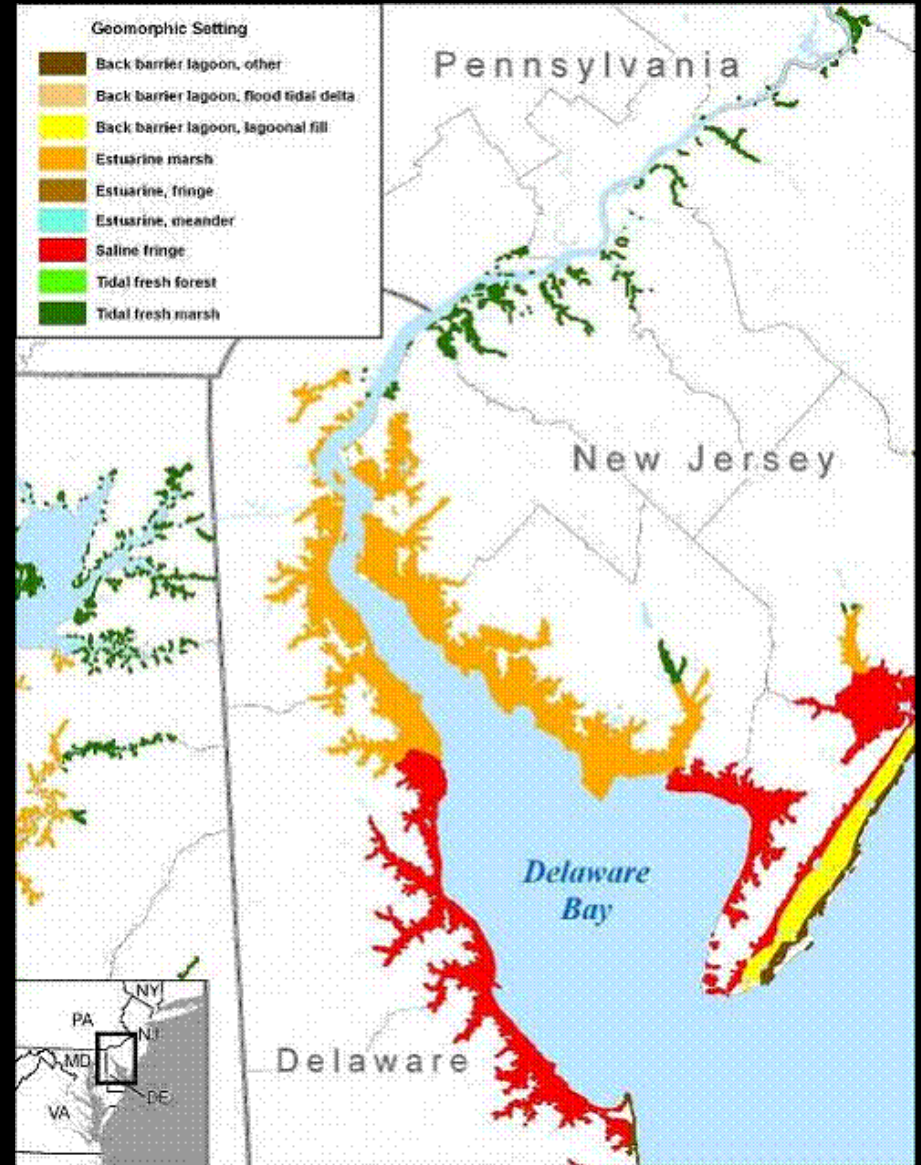 Geomorphic Setting
Back barrier lagoon, other
Back barrier lagoon, flood tidal delta
Back barrier lagoon, lagoonal fill
Estuarine marsh
Estuarine, fringe
Estuarine, meander
Saline fringe
Tidal fresh forest
Tidal fresh marsh
Pennsylvania
New Jersey
Delaware
Bay
Delaware
NY
PA
NJ
MD
DE
VA